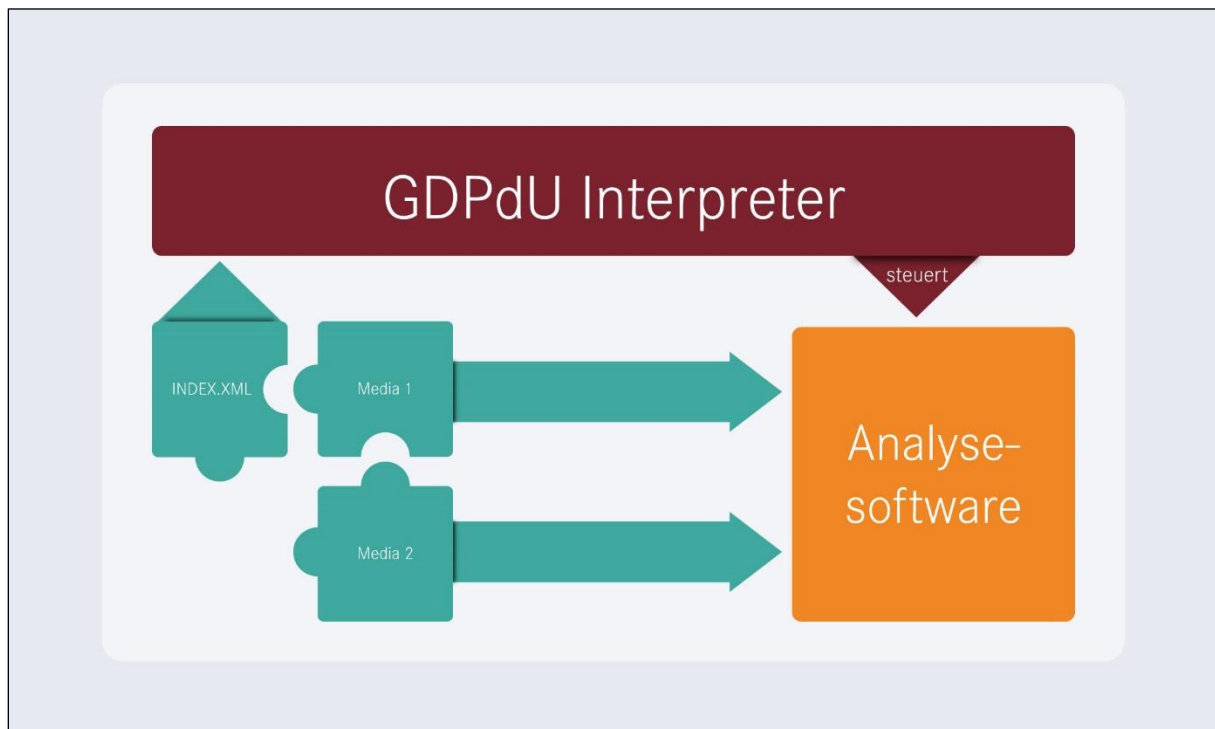 GDPdU Interpreter
steuert
INDEX.XML
Media 1
Media 2
Analyse-
software